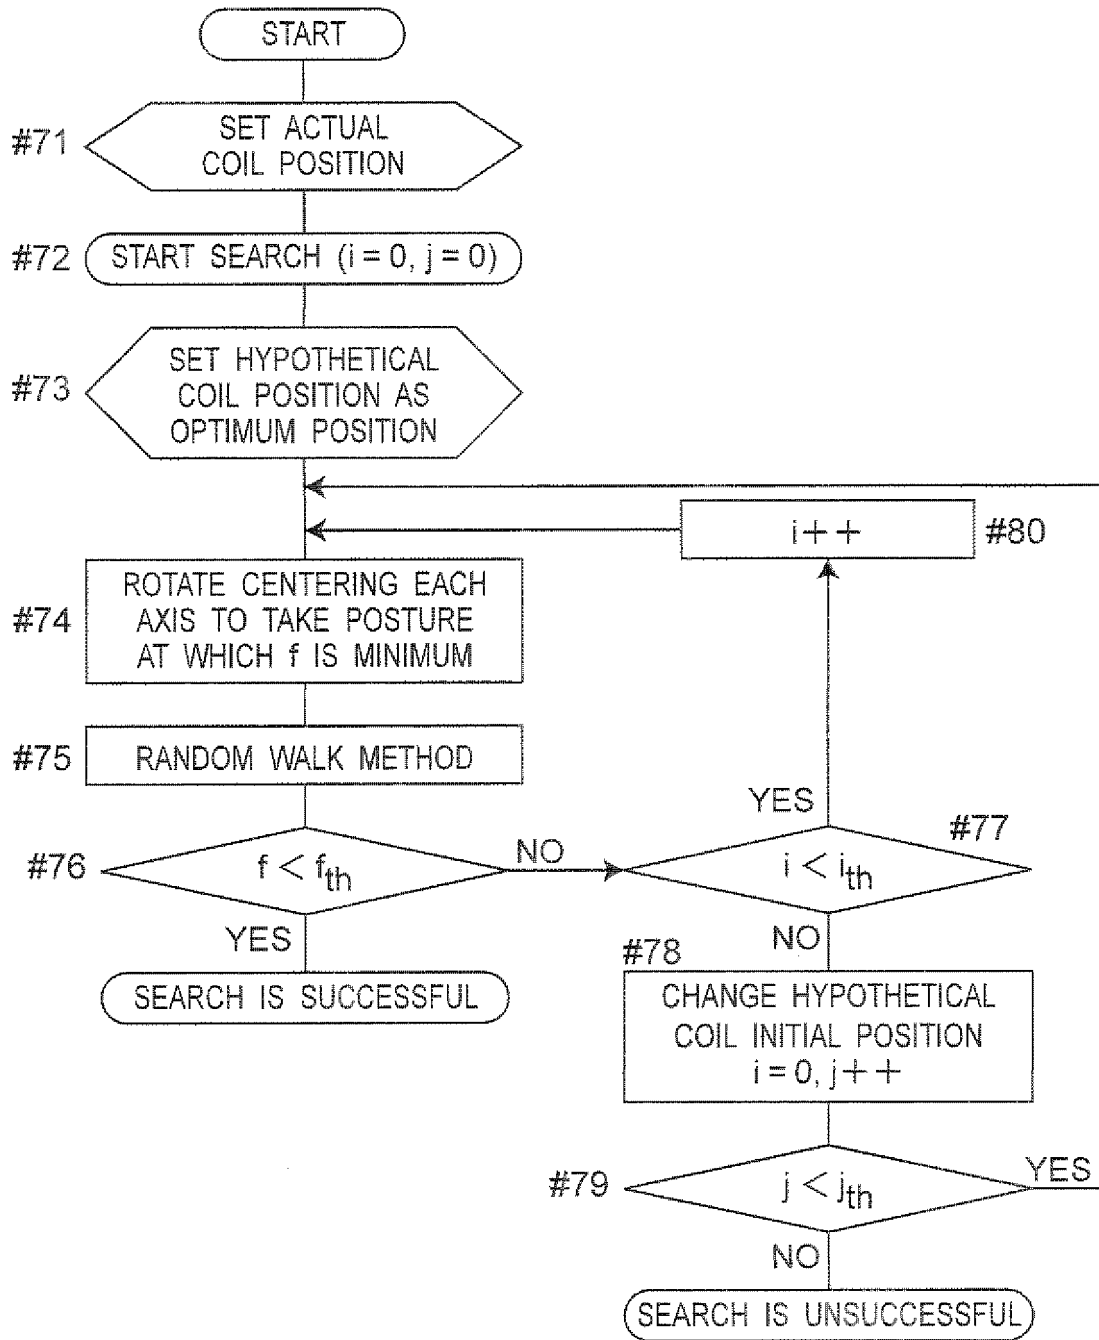 START
#71
SET ACTUAL
COIL POSITION
#72
START SEARCH (i = 0, j = 0)
#73
SET HYPOTHETICAL
COIL POSITION AS
OPTIMUM POSITION
i++
#80
#74
ROTATE CENTERING EACH
AXIS TO TAKE POSTURE
AT WHICH f IS MINIMUM
#75
RANDOM WALK METHOD
YES
#77
#76
f < fth
NO
i < ith
YES
NO
#78
SEARCH IS SUCCESSFUL
CHANGE HYPOTHETICAL
COIL INITIAL POSITION
i = 0, j++
#79
j < jth
YES
NO
SEARCH IS UNSUCCESSFUL